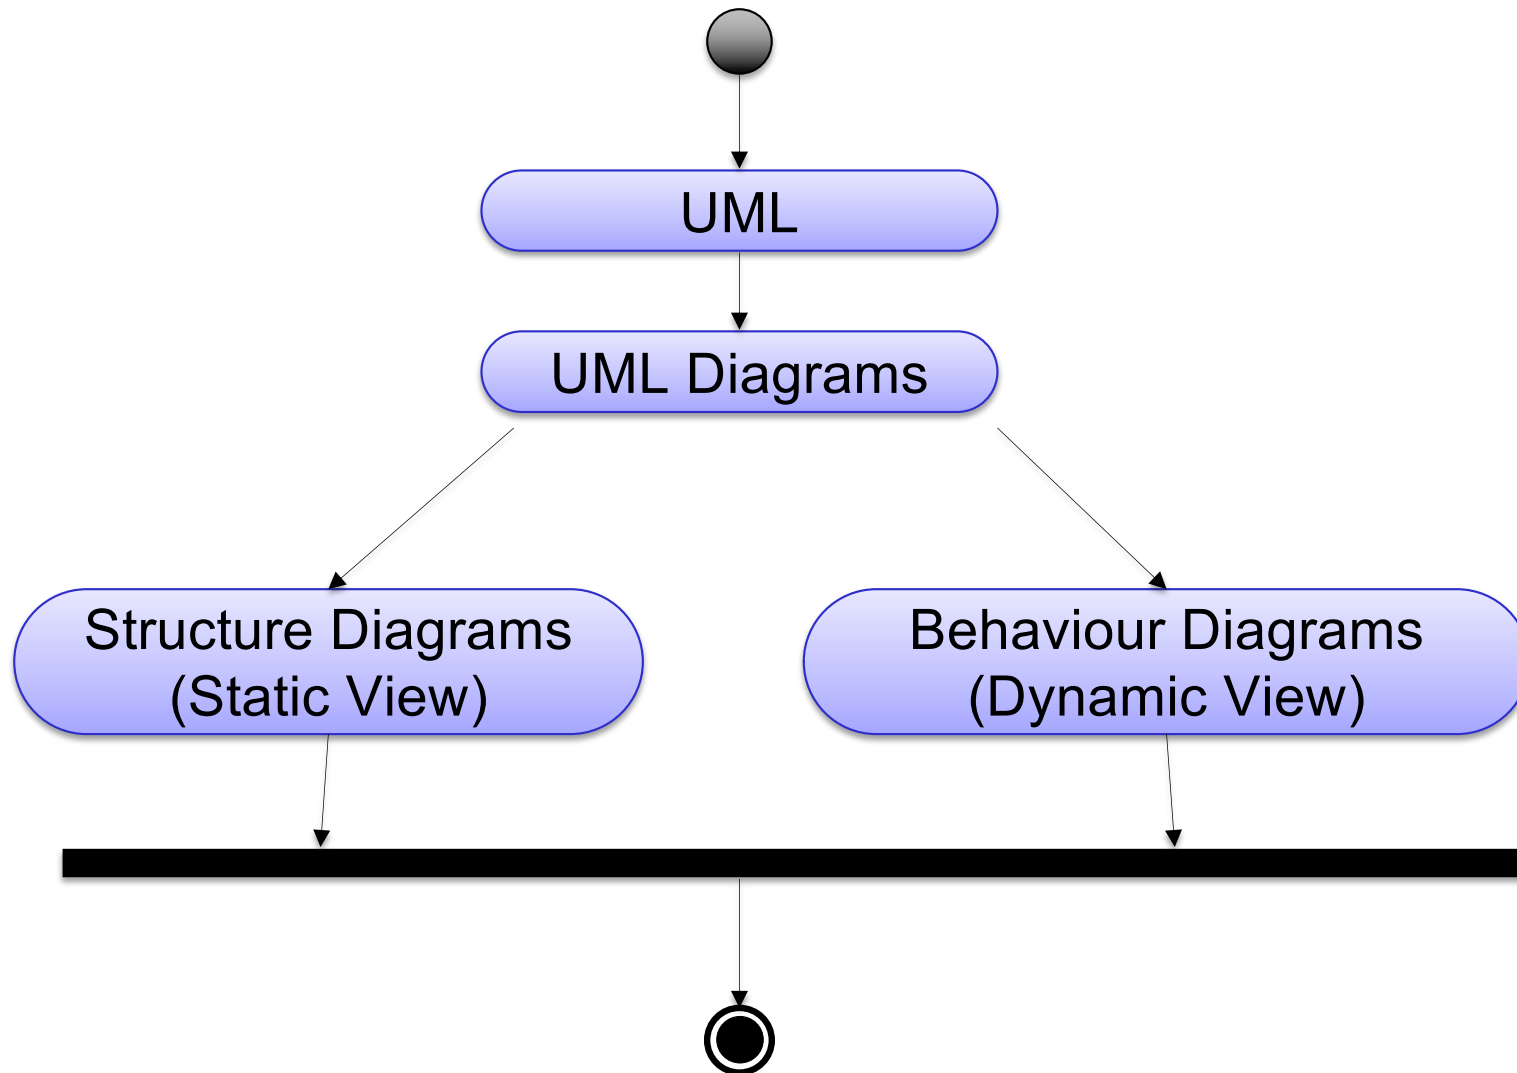 UML
UML Diagrams
Structure Diagrams
(Static View)
Behaviour Diagrams
(Dynamic View)